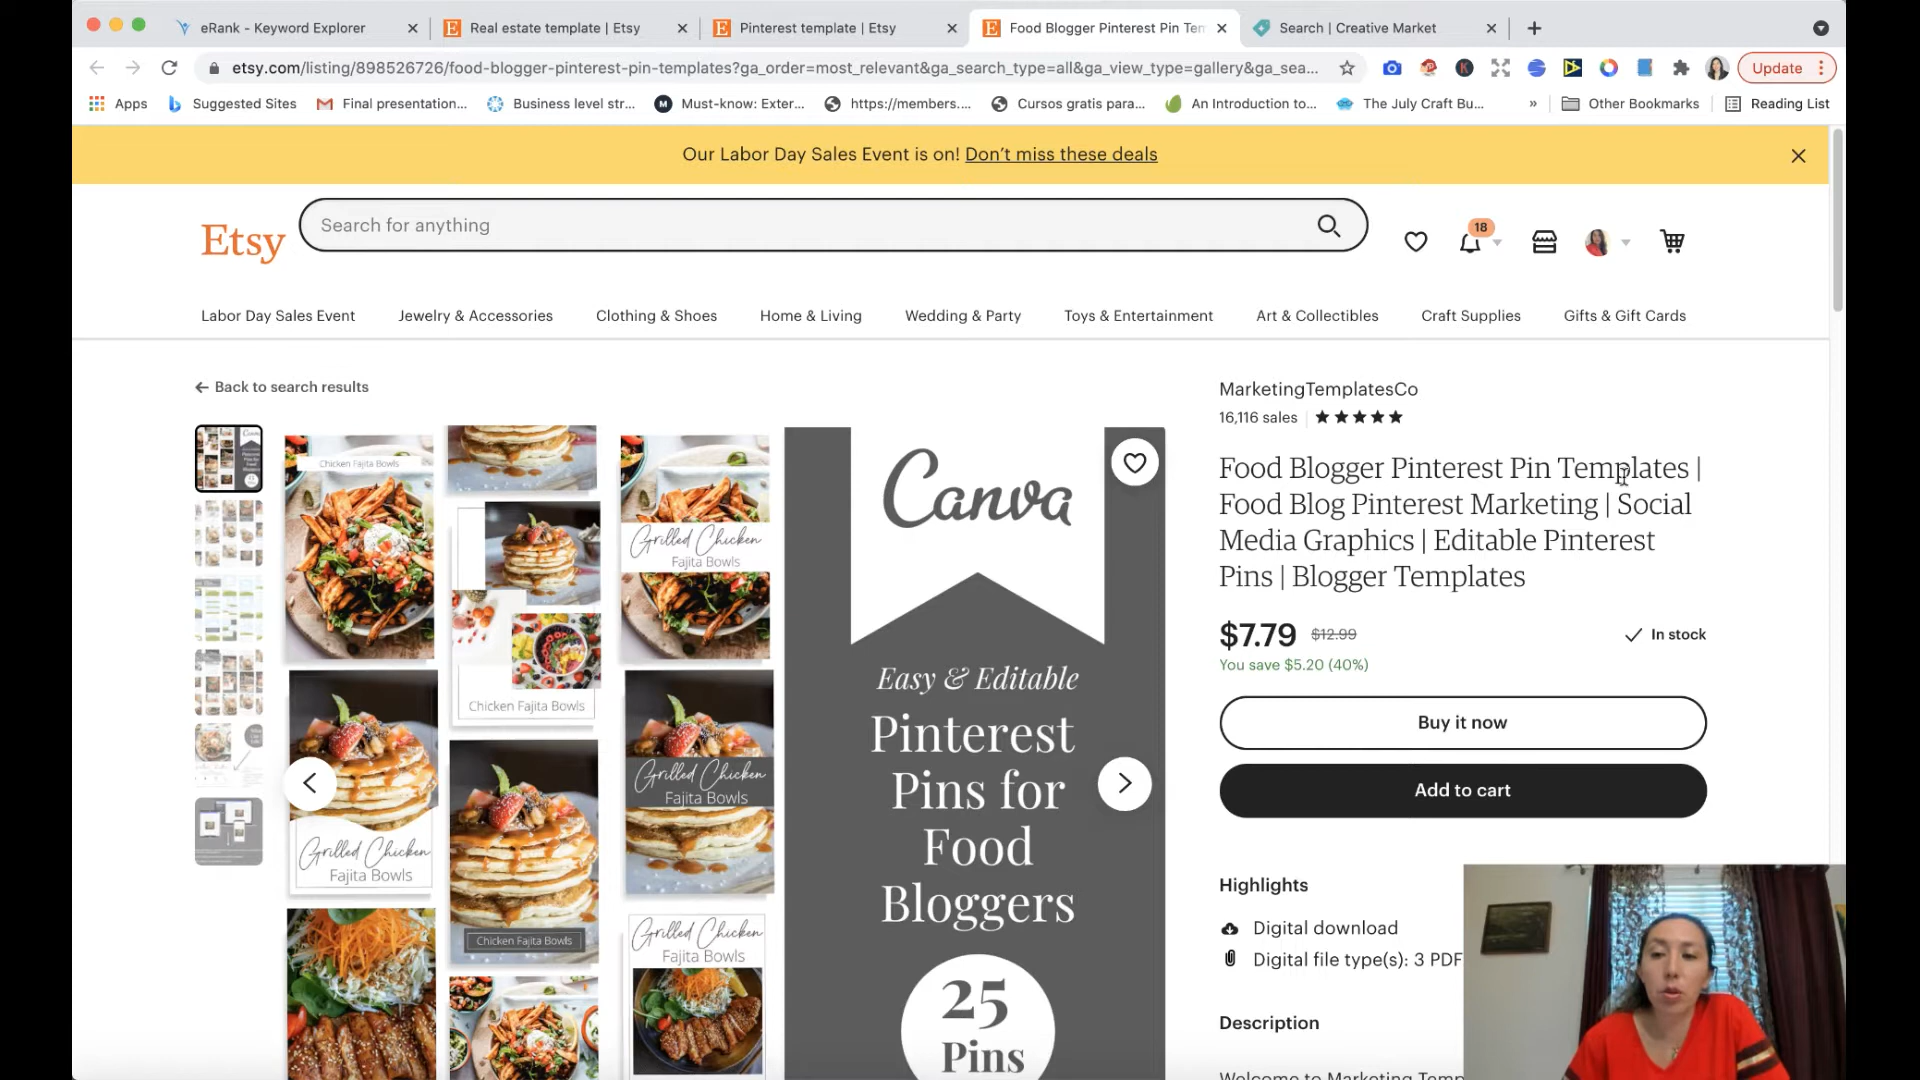 eRank - Keyword Explorer
Real estate template | Etsy
Pinterest template | Etsy
Food Blogger Pinterest Pin Tem
Search | Creative Market
etsy.com/listing/898526726/food-blogger-pinterest-pin-templates?ga_order=most_relevant&ga_search_type=all&ga_view_type=gallery&ga_sea...
Update
Apps
Suggested Sites
Final presentation...
Business level str...
Must-know: Exter...
https://members....
Cursos gratis para...
An Introduction to...
The July Craft Bu...
»
Other Bookmarks
Reading List
Our Labor Day Sales Event is on! Don't miss these deals
Etsy
Search for anything
18
Labor Day Sales Event
Jewelry & Accessories
Clothing & Shoes
Home & Living
Wedding & Party
Toys & Entertainment
Art & Collectibles
Craft Supplies
Gifts & Gift Cards
Back to search results
MarketingTemplatesCo
16,116 sales
Food Blogger Pinterest Pin Templates |
Food Blog Pinterest Marketing | Social
Media Graphics | Editable Pinterest
Pins | Blogger Templates
$7.79 $12.99
In stock
You save $5.20 (40%)
Buy it now
Add to cart
Highlights
Digital download
Digital file type(s): 3 PDF
Description
Welcome to Marketing Temp
Chicken Fajita Bowls
Grilled Chicken
Fajita Bowls
Chicken Fajita Bowls
Grilled Chicken
Fajita Bowls
Grilled Chicken
Fajita Bowls
Chicken Fajita Bowls
Grilled Chicken
Fajita Bowls
Canva
Easy & Editable
Pinterest
Pins for
Food
Bloggers
25
Pins